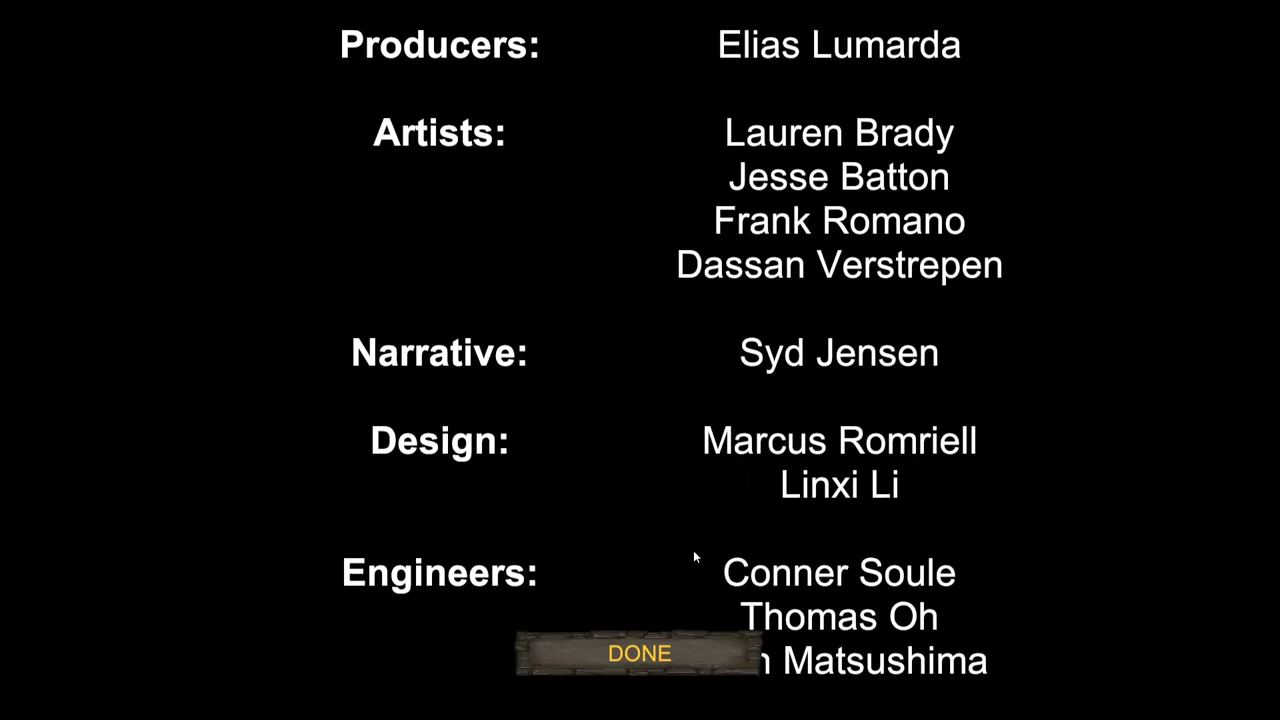 Producers: Elias Lumarda
Artists: Lauren Brady
Jesse Batton
Frank Romano
Dassan Verstrepen
Narrative: Syd Jensen
Design: Marcus Romriell
Linxi Li
Engineers: Conner Soule
Thomas Oh
DONE
Matsushima